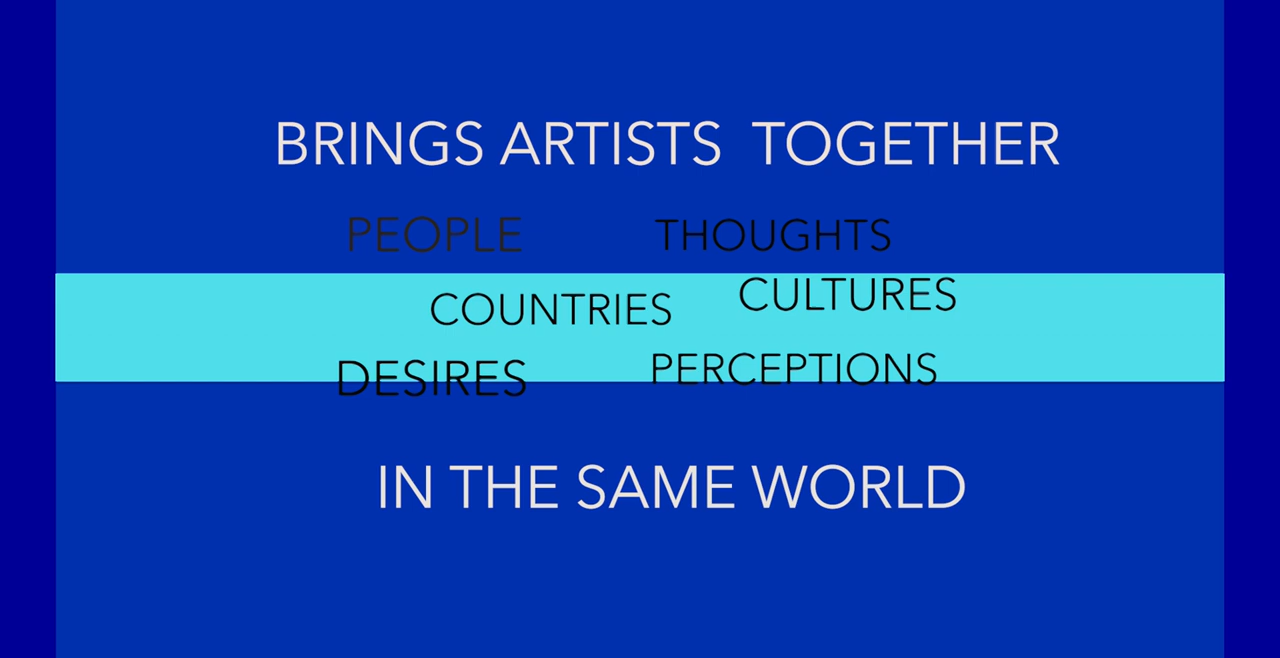 BRINGS ARTISTS TOGETHER
PEOPLE THOUGHTS
COUNTRIES CULTURES
DESIRES PERCEPTIONS
IN THE SAME WORLD